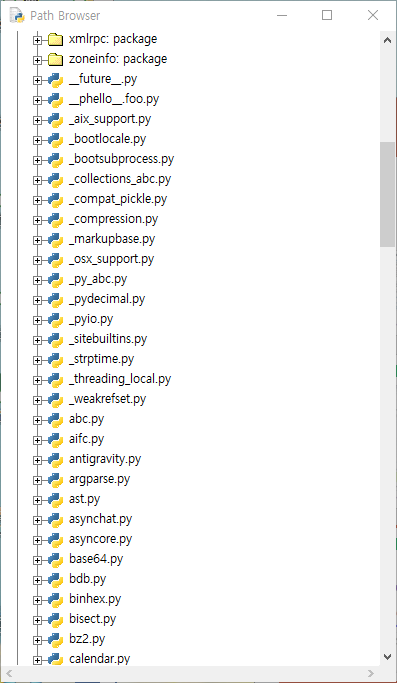 Path Browser
xmlrpc: package
zoneinfo: package
__future__.py
__phello__.foo.py
_aix_support.py
_bootlocale.py
_bootsubprocess.py
_collections_abc.py
_compat_pickle.py
_compression.py
_markupbase.py
_osx_support.py
_py_abc.py
_pydecimal.py
_pyio.py
_sitebuiltins.py
_strptime.py
_threading_local.py
_weakrefset.py
abc.py
aifc.py
antigravity.py
argparse.py
ast.py
asynchat.py
asyncore.py
base64.py
bdb.py
binhex.py
bisect.py
bz2.py
calendar.py